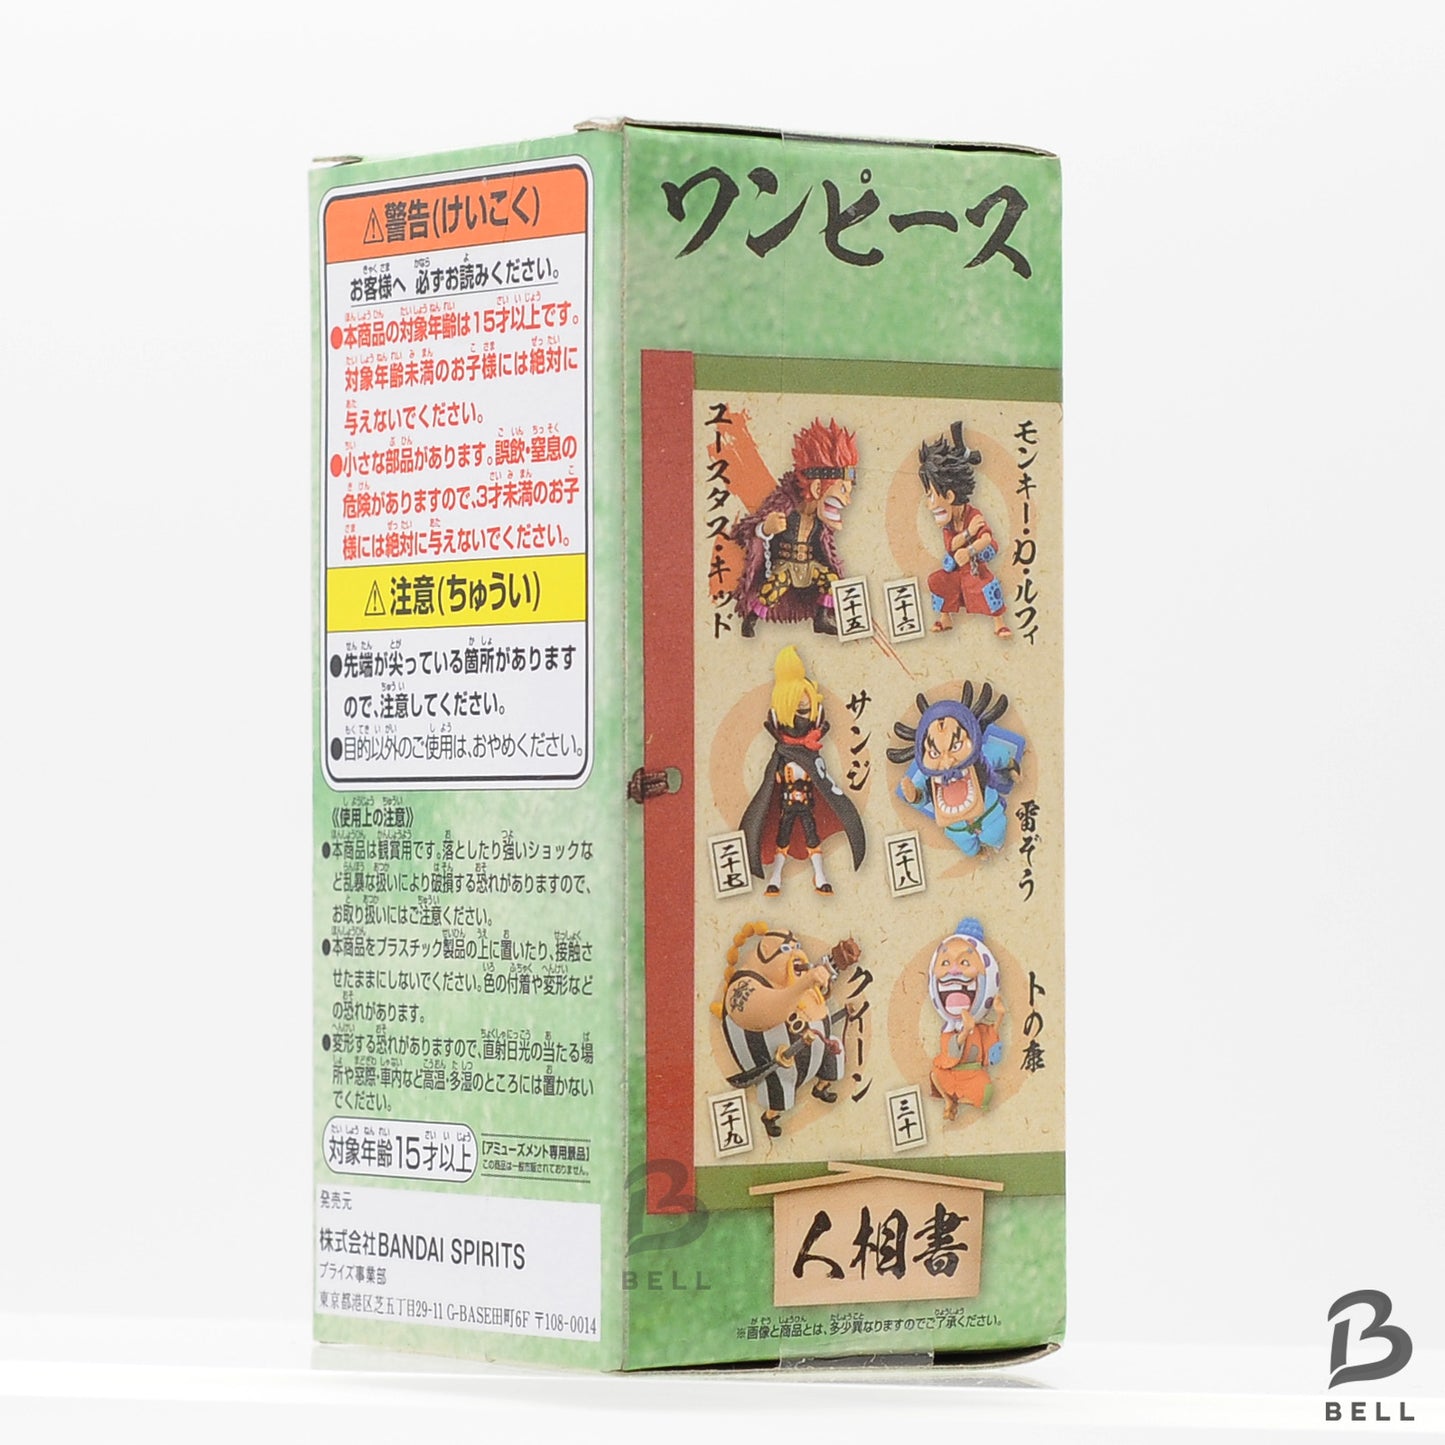 ⚠警告(けいこく)
お客様へ 必ずお読みください。
●本商品の対象年齢は15才以上です。
対象年齢未満のお子様には絶対に
与えないでください。
●小さな部品があります。誤飲・窒息の
危険がありますので、3才未満のお子
様には絶対に与えないでください。
⚠注意(ちゅうい)
●先端が尖っている箇所があります
ので、注意してください。
●目的以外のご使用は、おやめください。
《使用上の注意》
●本商品は観賞用です。落としたり強いショックな
ど乱暴な扱いにより破損する恐れがありますので、
お取り扱いにはご注意ください。
●本商品をプラスチック製品の上に置いたり、接触さ
せたままにしないでください。色の付着や変形など
の恐れがあります。
●変形する恐れがありますので、直射日光の当たる場
所や窓際・車内など高温・多湿のところには置かない
でください。
対象年齢15才以上
[アミューズメント専用景品]
この商品は一般市販されておりません。
発売元
株式会社BANDAI SPIRITS
プライズ事業部
東京都港区芝五丁目29-11 G-BASE田町6F 〒108-0014
ワンピース
モンキー・D・ルフィ
二十六
ユースタス・キッド
二十五
サンジ
二十七
雷ぞう
二十八
クイーン
二十九
トの康
三十
人相書
※画像と商品とは、多少異なりますのでご了承ください。
BELL
BELL